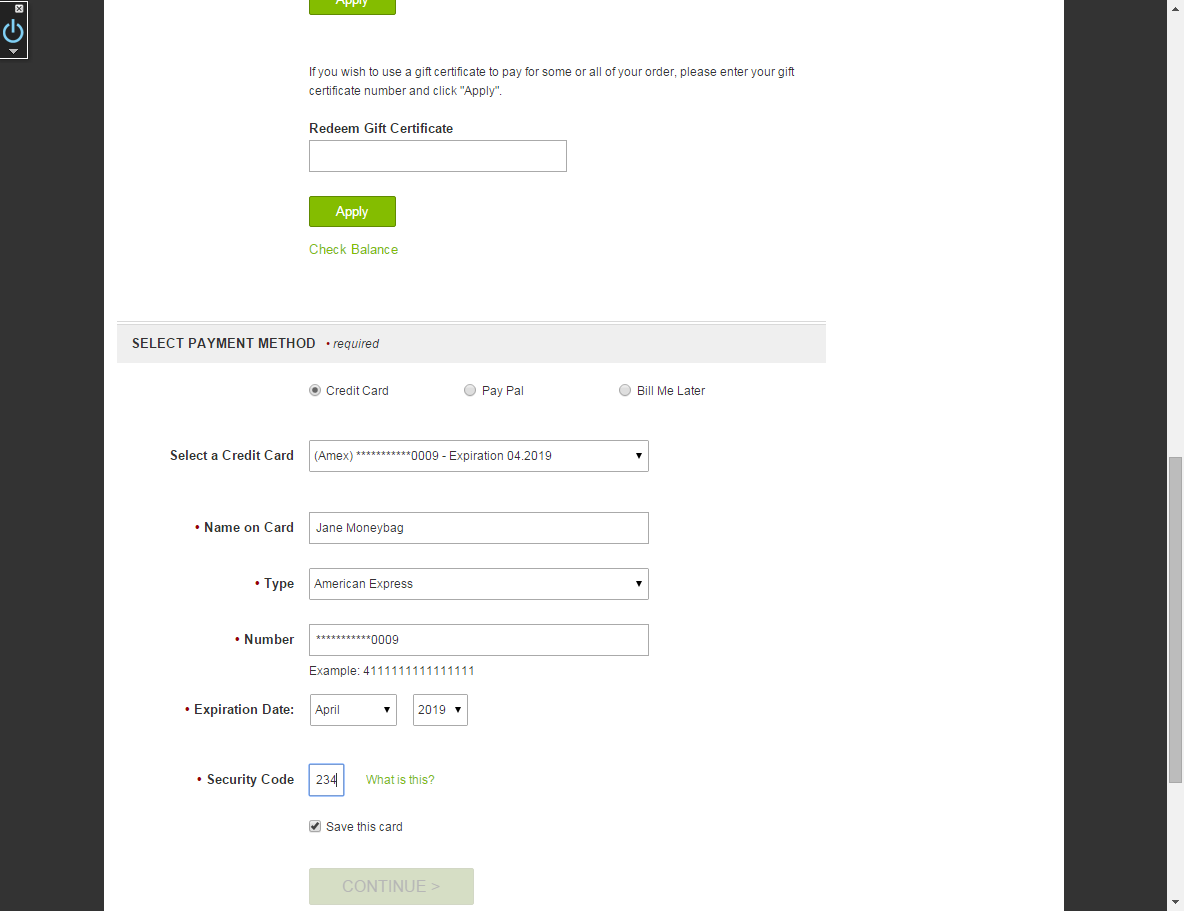 Apply
If you wish to use a gift certificate to pay for some or all of your order, please enter your gift
certificate number and click "Apply".
Redeem Gift Certificate
Apply
Check Balance
SELECT PAYMENT METHOD • required
Credit Card Pay Pal Bill Me Later
Select a Credit Card (Amex) ***********0009 - Expiration 04.2019
• Name on Card Jane Moneybag
• Type American Express
• Number ***********0009
Example: 4111111111111111
• Expiration Date: April 2019
• Security Code 234 What is this?
Save this card
CONTINUE >